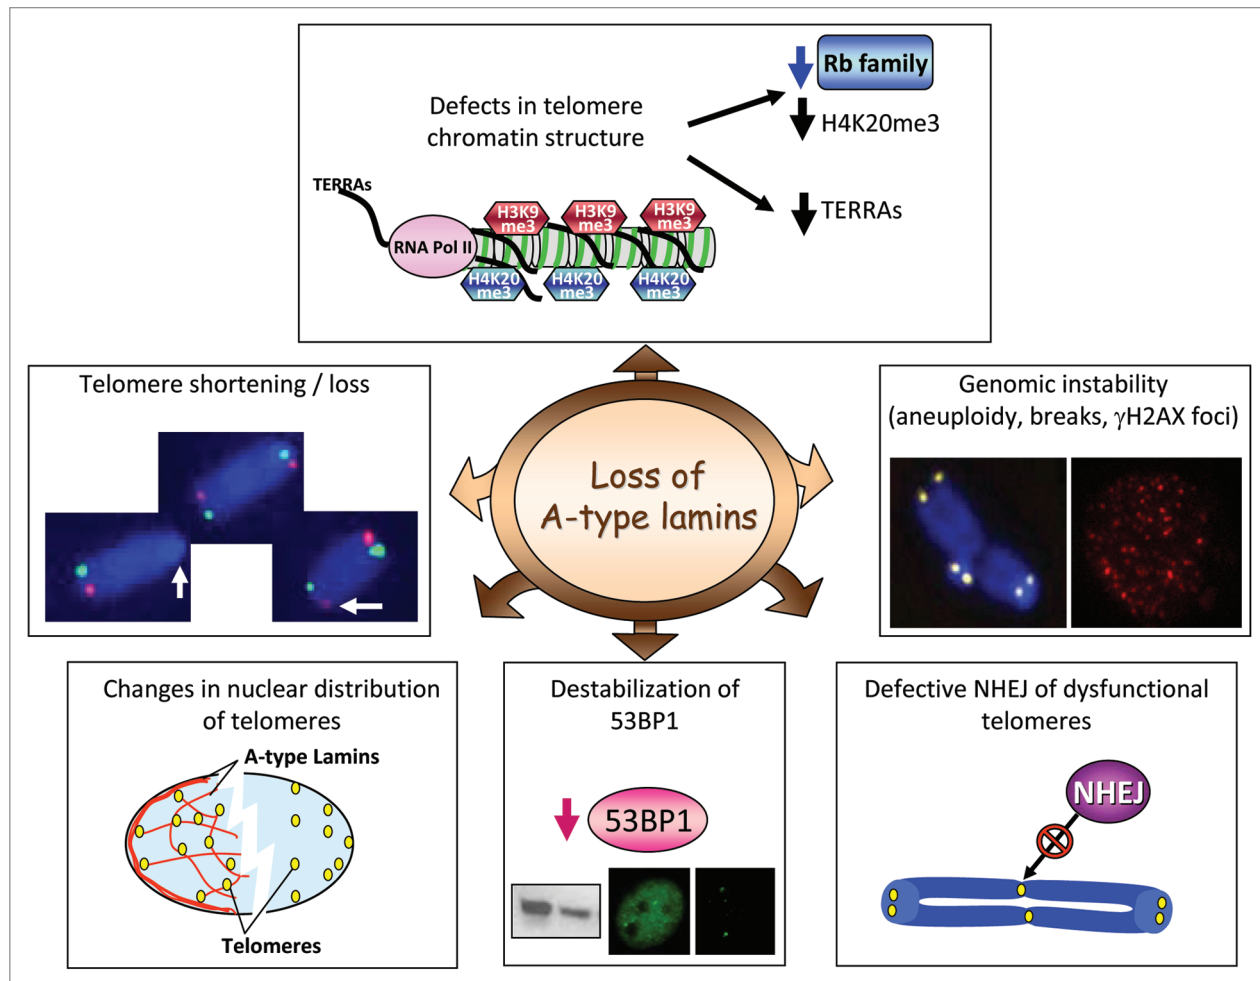 Defects in telomere
chromatin structure
Rb family
H4K20me3
TERRAs
TERRAs
RNA Pol II
H3K9
me3
H3K9
me3
H3K9
me3
H4K20
me3
H4K20
me3
H4K20
me3
Telomere shortening / loss
Loss of
A-type lamins
Genomic instability
(aneuploidy, breaks, γH2AX foci)
Changes in nuclear distribution
of telomeres
A-type Lamins
Telomeres
Destabilization of
53BP1
53BP1
Defective NHEJ of dysfunctional
telomeres
NHEJ